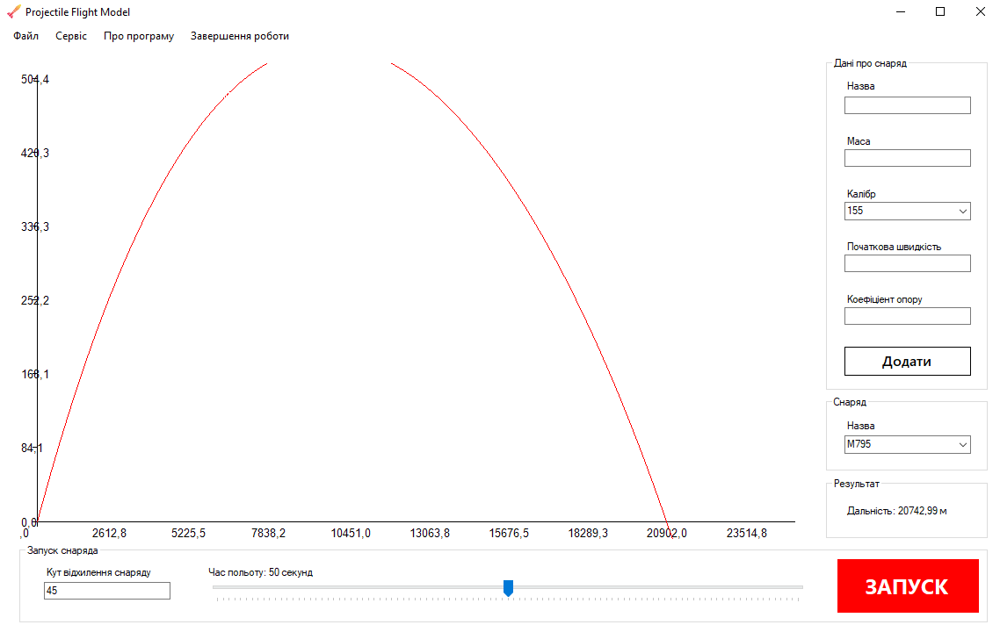 Projectile Flight Model
Файл Сервіс Про програму Завершення роботи
504,4
420,3
336,3
252,2
168,1
84,1
0,0
,0 2612,8 5225,5 7838,2 10451,0 13063,8 15676,5 18289,3 20902,0 23514,8
Дані про снаряд
Назва
Маса
Калібр
155
Початкова швидкість
Коефіцієнт опору
Додати
Снаряд
Назва
M795
Результат
Дальність: 20742,99 м
Запуск снаряда
Кут відхилення снаряду
45
Час польоту: 50 секунд
ЗАПУСК